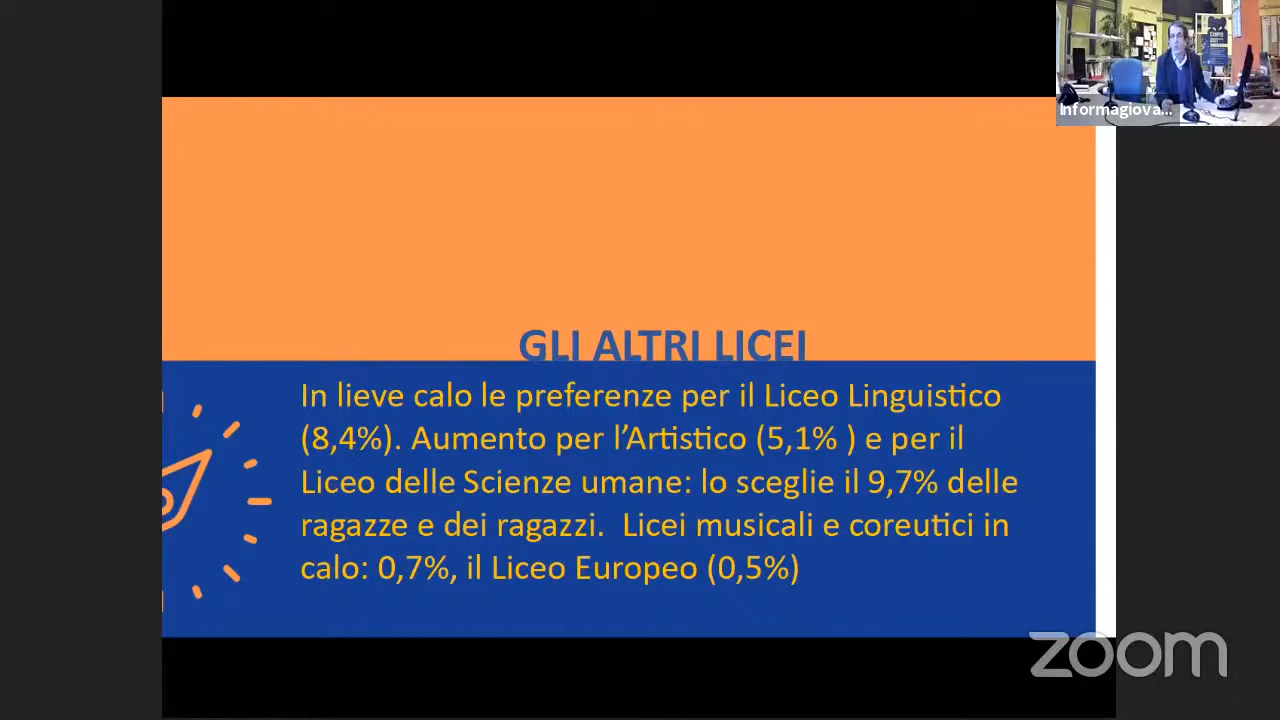 Informagiova...
GLI ALTRI LICEI
In lieve calo le preferenze per il Liceo Linguistico
(8,4%). Aumento per l’Artistico (5,1% ) e per il
Liceo delle Scienze umane: lo sceglie il 9,7% delle
ragazze e dei ragazzi.  Licei musicali e coreutici in
calo: 0,7%, il Liceo Europeo (0,5%)
zoom